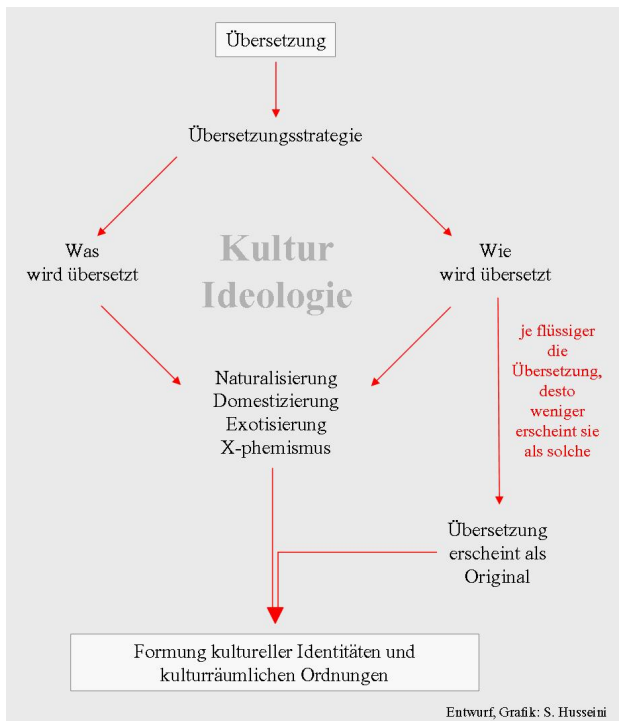 Übersetzung
Übersetzungsstrategie
Was
wird übersetzt
Kultur
Ideologie
Wie
wird übersetzt
je flüssiger
die
Übersetzung,
desto
weniger
erscheint sie
als solche
Naturalisierung
Domestizierung
Exotisierung
X-phemismus
Übersetzung
erscheint als
Original
Formung kultureller Identitäten und
kulturräumlichen Ordnungen
Entwurf, Grafik: S. Husseini